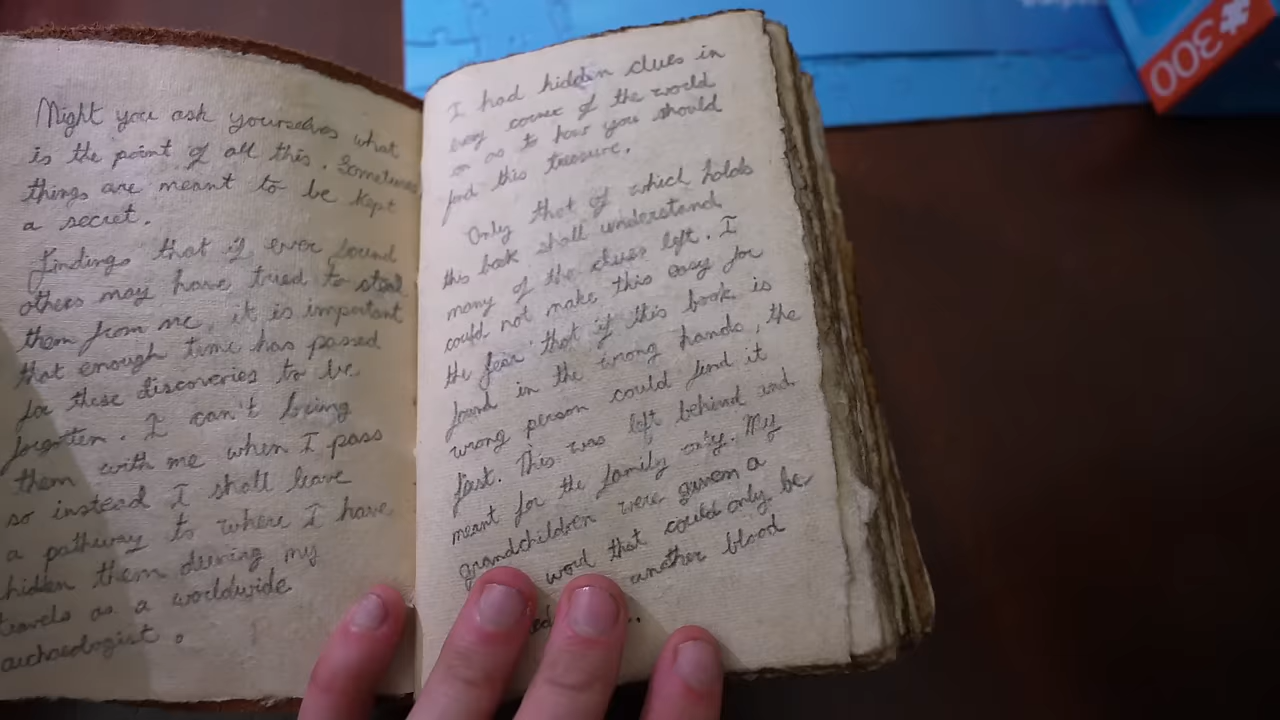 Might you ask yourselves what
is the point of all this. Sometimes
things are meant to be kept
a secret.
Findings that if ever found
others may have tried to steal
them from me, it is important
that enough time has passed
for these discoveries to be
forgotten. I can't bring
them with me when I pass
so instead I shall leave
a pathway to where I have
hidden them durring my
travels as a worldwide
archaeologist.
I had hidden clues in
every corner of the world
on as to how you should
find this treasure.
Only that of which holds
this book shall understand
many of the clues left. I
could not make this easy for
the fear that if this book is
found in the wrong hands, the
wrong person could find it
first. This was left behind and
meant for the family only. My
grandchildren were given a
word that could only be
another blood
300